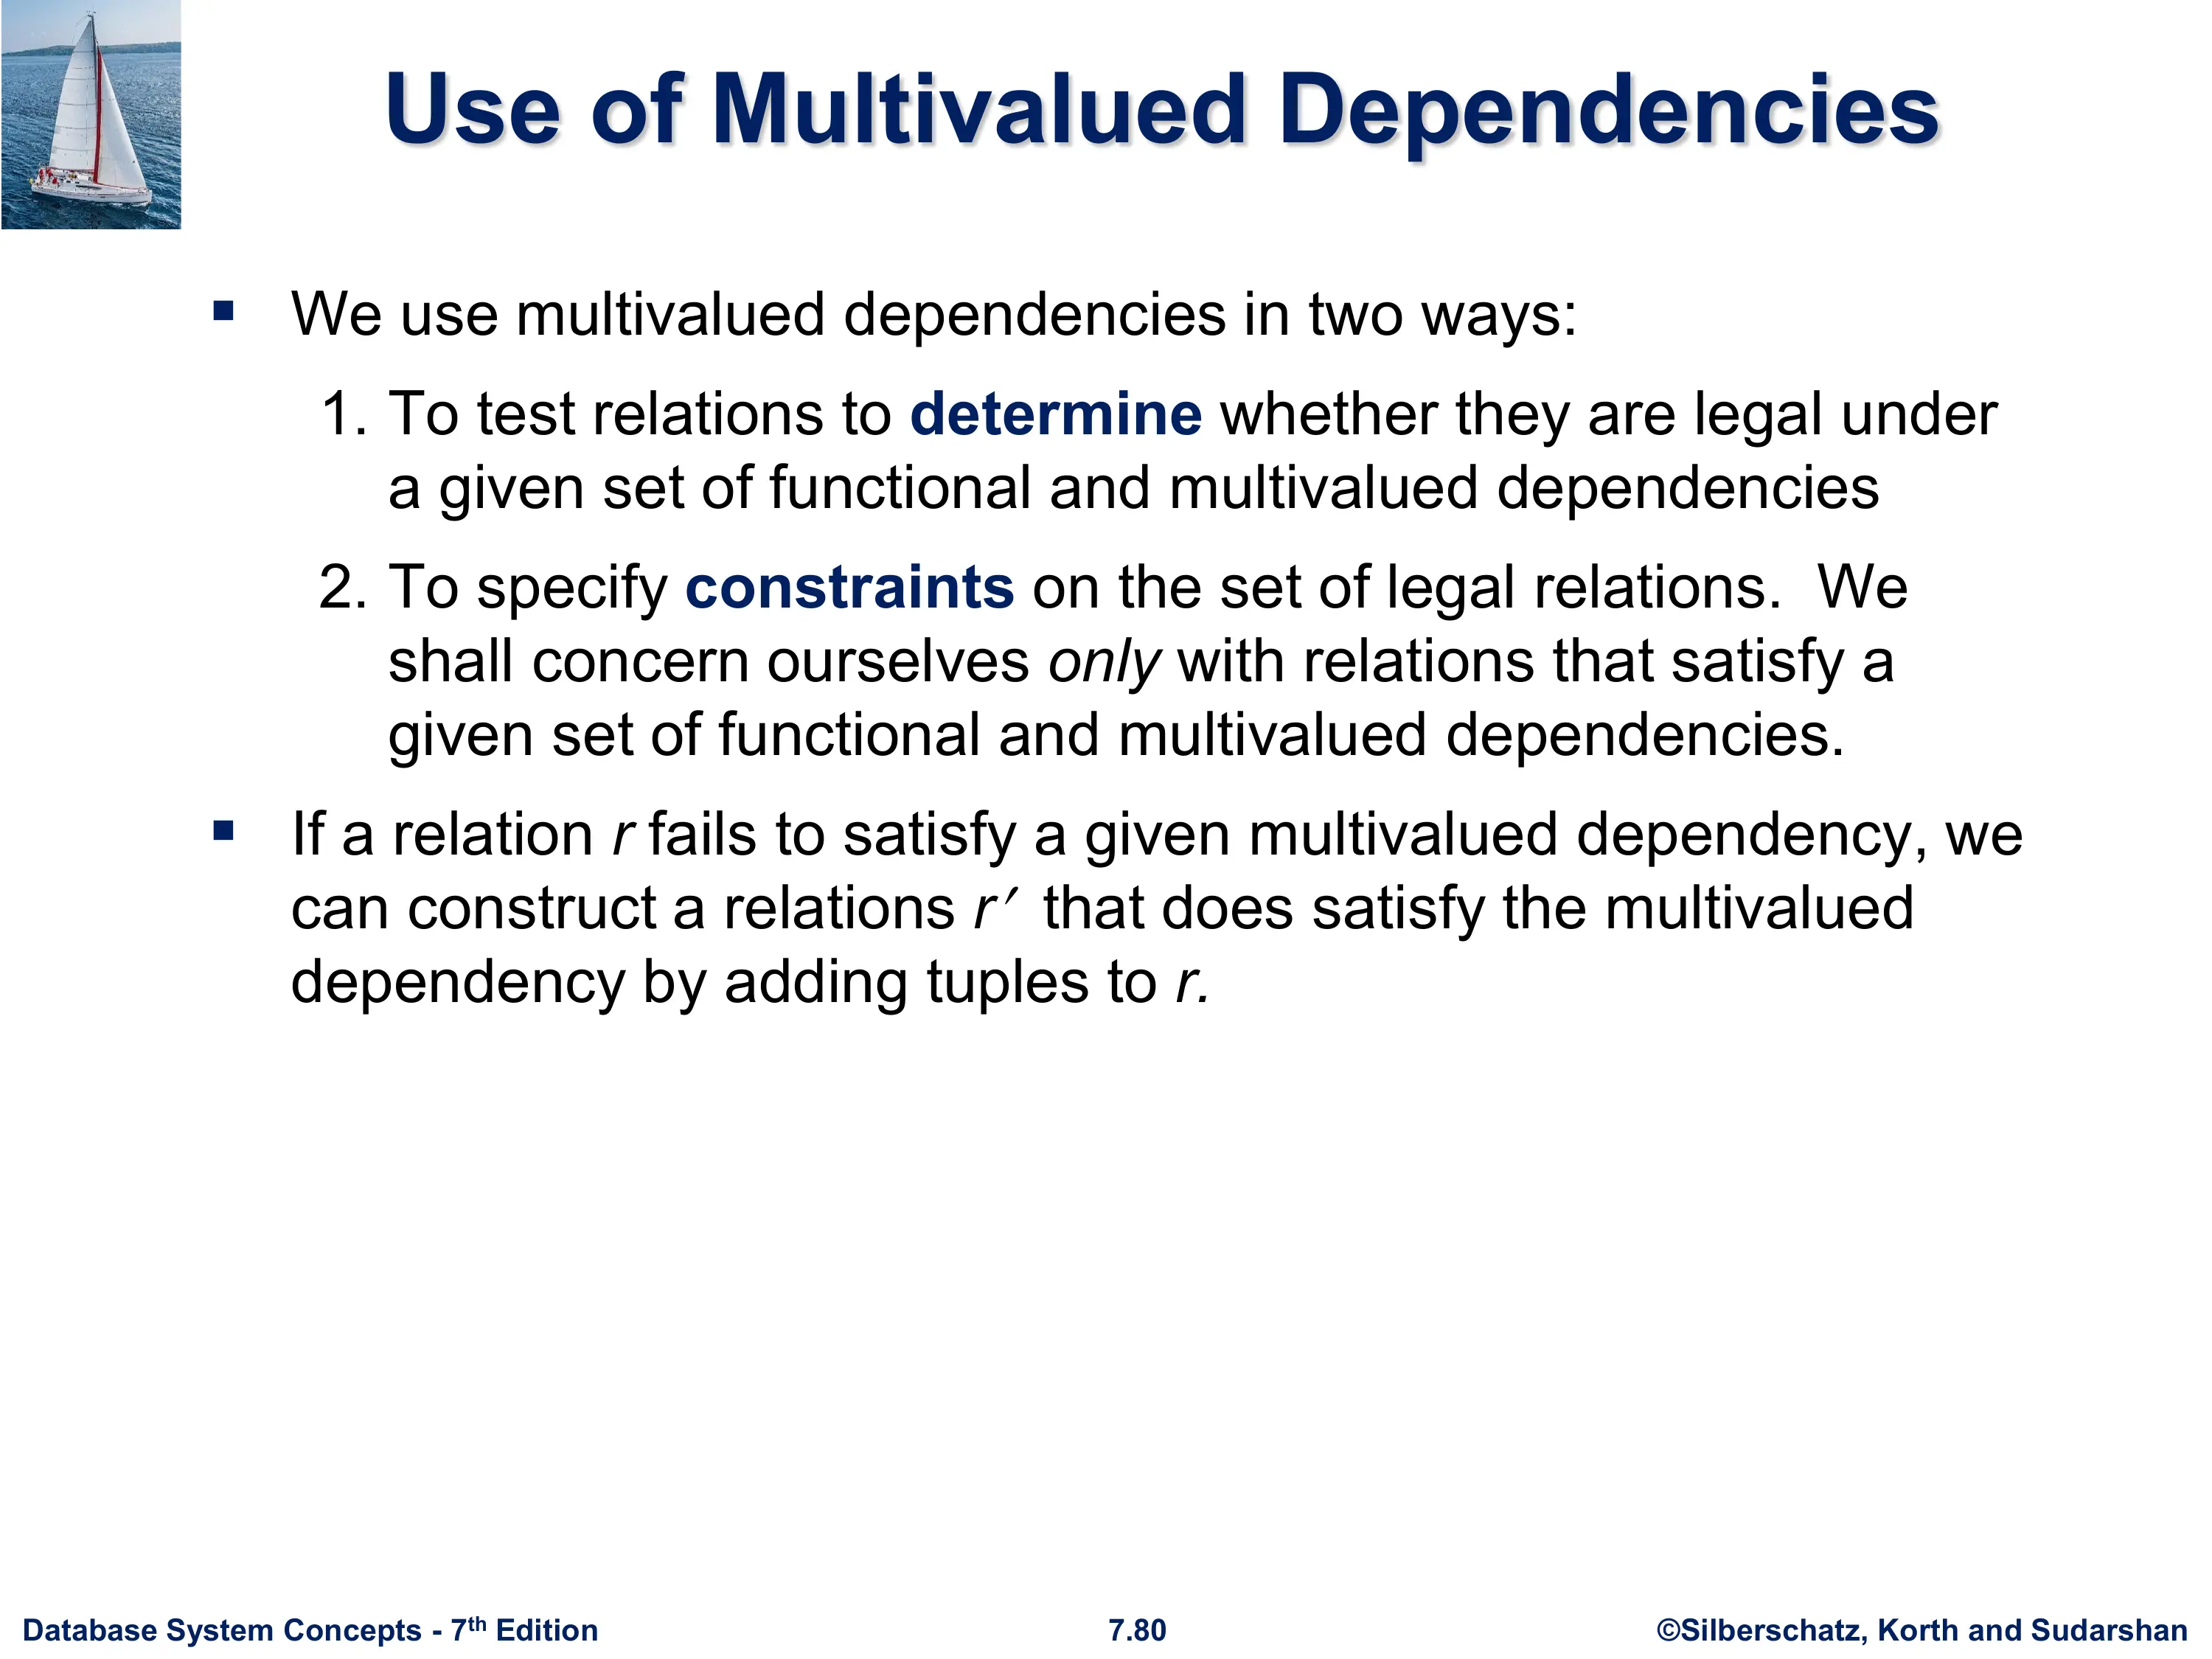 Use of Multivalued Dependencies
▪ We use multivalued dependencies in two ways:
1. To test relations to determine whether they are legal under
a given set of functional and multivalued dependencies
2. To specify constraints on the set of legal relations.  We
shall concern ourselves only with relations that satisfy a
given set of functional and multivalued dependencies.
▪ If a relation r fails to satisfy a given multivalued dependency, we
can construct a relations r′ that does satisfy the multivalued
dependency by adding tuples to r.
Database System Concepts - 7th Edition
7.80
©Silberschatz, Korth and Sudarshan